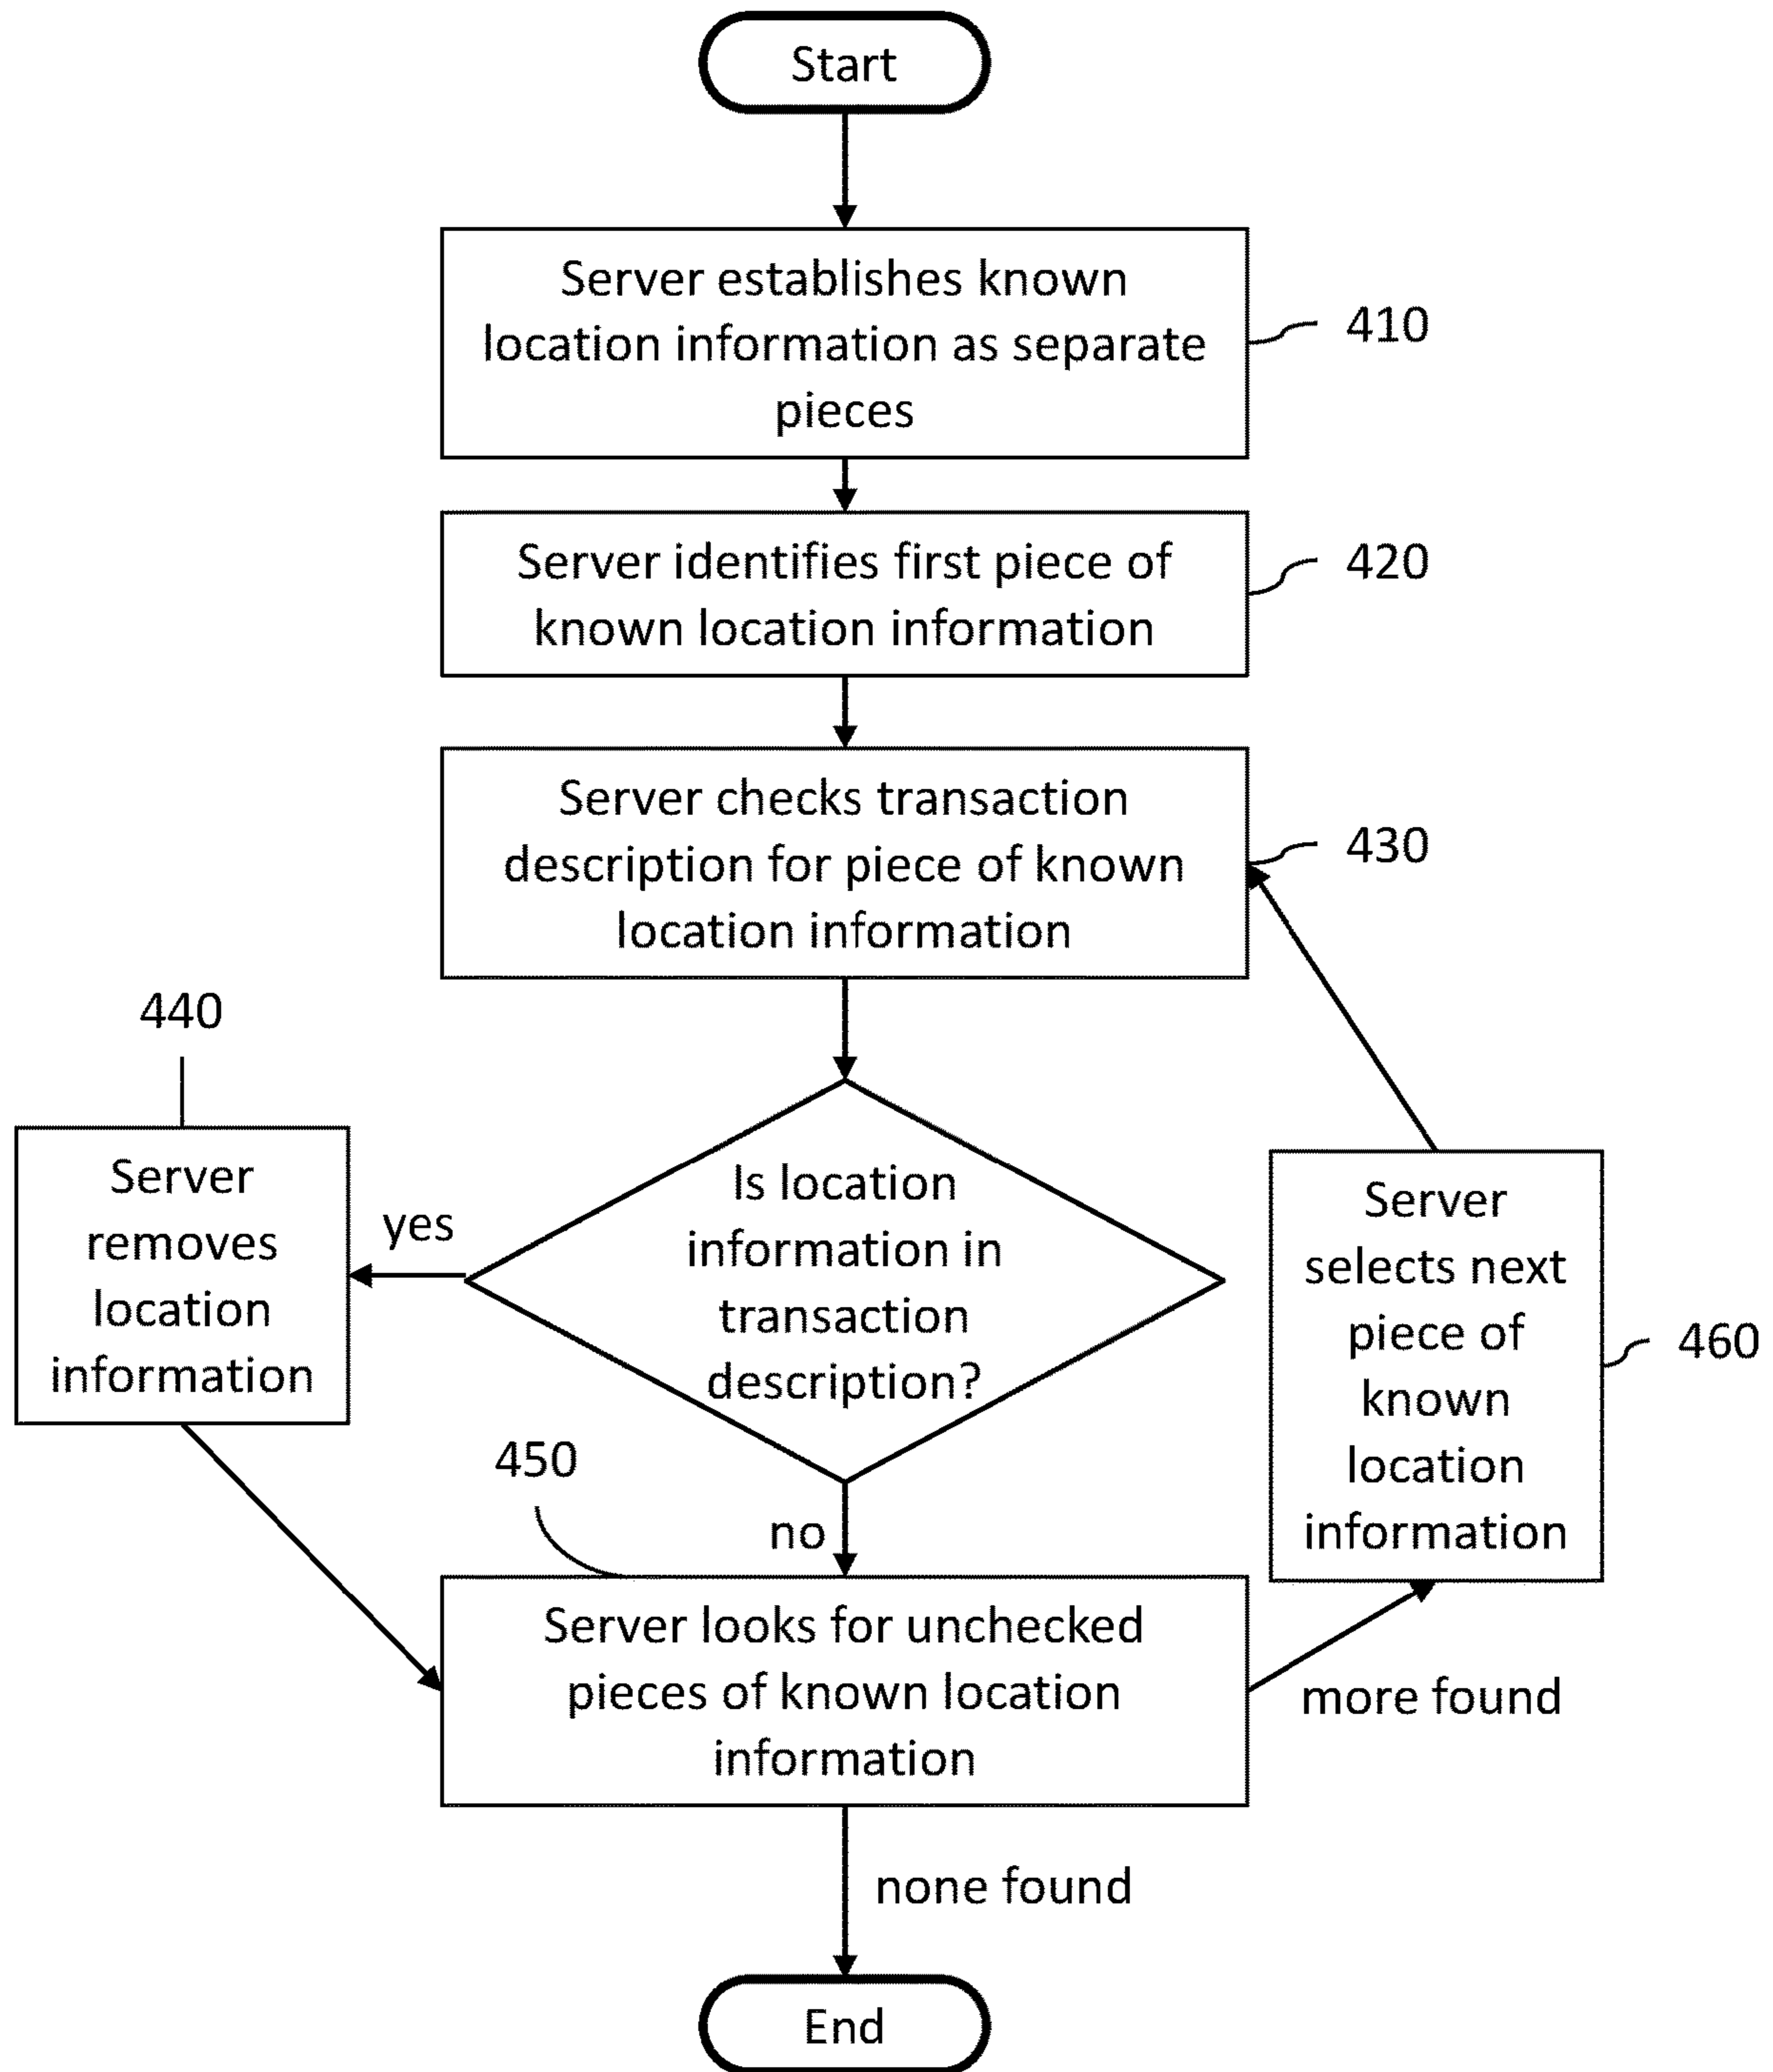 Start
Server establishes known
location information as separate
pieces
410
Server identifies first piece of
known location information
420
Server checks transaction
description for piece of known
location information
430
440
Server
removes
location
information
yes
Is location
information in
transaction
description?
Server
selects next
piece of
known
location
information
460
450
no
Server looks for unchecked
pieces of known location
information
more found
none found
End